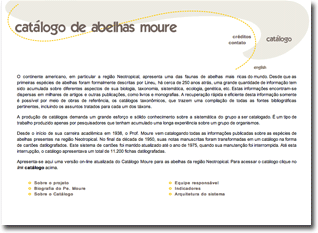 catálogo de abelhas moure
créditos
contato
catálogo
english
O continente americano, em particular a região Neotropical, apresenta uma das faunas de abelhas mais ricas do mundo. Desde que as
primeiras espécies de abelhas foram formalmente descritas por Lineu, há cerca de 250 anos atrás, uma grande quantidade de informação tem
sido acumulada sobre diferentes aspectos de sua biologia, taxonomia, sistemática, ecologia, genética, etc. Estas informações encontram-se
dispersas em milhares de artigos e outras publicações, como livros e monografias. A recuperação rápida e eficiente desta informação somente
é possível por meio de obras de referência, os catálogos taxonômicos, que trazem uma compilação de todas as fontes bibliográficas
pertinentes, incluindo os assuntos tratados para cada um dos táxons.
A produção de catálogos demanda um grande esforço e sólido conhecimento sobre a sistemática do grupo a ser catalogado. É um tipo de
trabalho produzido apenas por pesquisadores que tenham acumulado uma longa experiência sobre um grupo de organismos.
Desde o início de sua carreira acadêmica em 1938, o Prof. Moure vem catalogando todas as informações publicadas sobre as espécies de
abelhas presentes na região Neotropical. No final da década de 1950, suas notas manuscritas foram transformadas em um catálogo na forma
de cartões datilografados. Este sistema de cartões foi mantido atualizado até o ano de 1975, quando sua manutenção foi interrompida. Até esta
interrupção, o catálogo apresentava um total de 11.200 fichas datilografadas.
Apresenta-se aqui uma versão on-line atualizada do Catálogo Moure para as abelhas da região Neotropical. Para acessar o catálogo clique no
link catálogo acima.
Sobre o projeto
Biografia do Pe. Moure
Sobre o Catálogo
Equipe responsável
Indicadores
Arquitetura do sistema